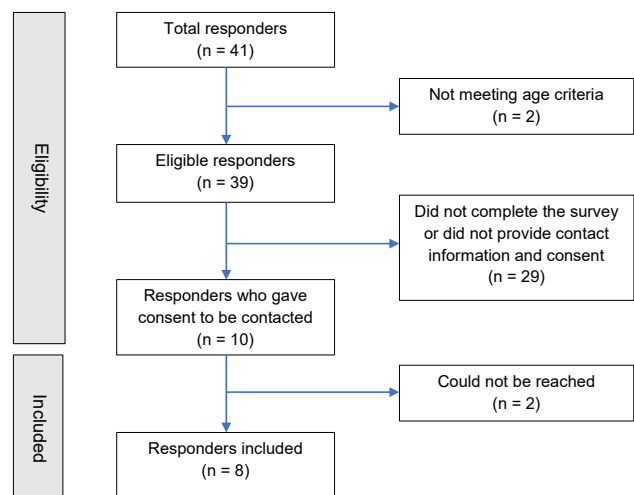 Total responders
(n = 41)
Not meeting age criteria
(n = 2)
Eligibility
Eligible responders
(n = 39)
Did not complete the survey
or did not provide contact
information and consent
(n = 29)
Responders who gave
consent to be contacted
(n = 10)
Could not be reached
(n = 2)
Included
Responders included
(n = 8)